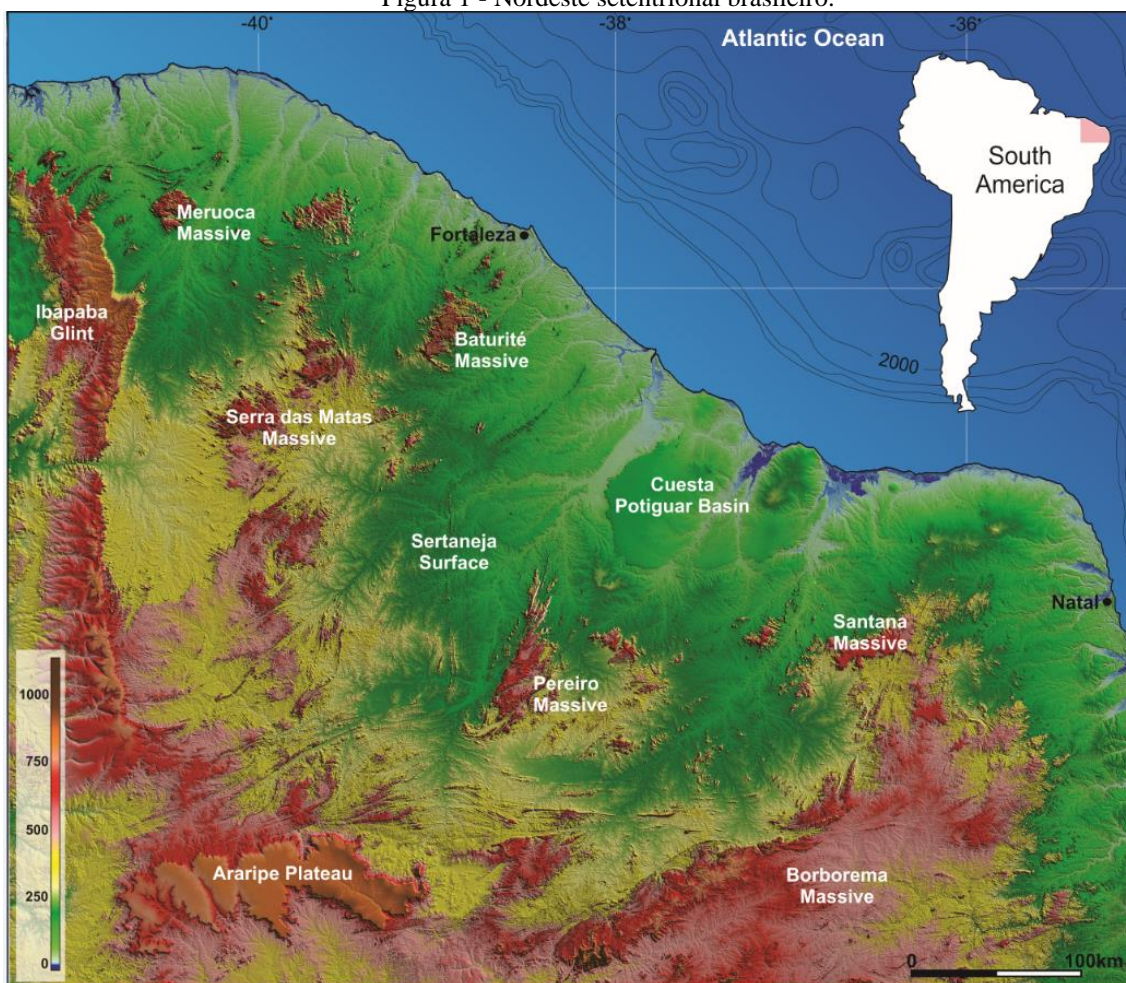 Figura 1 - Nordeste setentrional brasileiro.
-40°
-38°
-36°
Atlantic Ocean
South
America
Meruoca
Massive
Fortaleza
Ibapaba
Glint
Baturité
Massive
2000
Serra das Matas
Massive
Cuesta
Potiguar Basin
Sertaneja
Surface
Natal
Santana
Massive
Pereiro
Massive
1000
750
500
250
0
Araripe Plateau
Borborema
Massive
0 100km